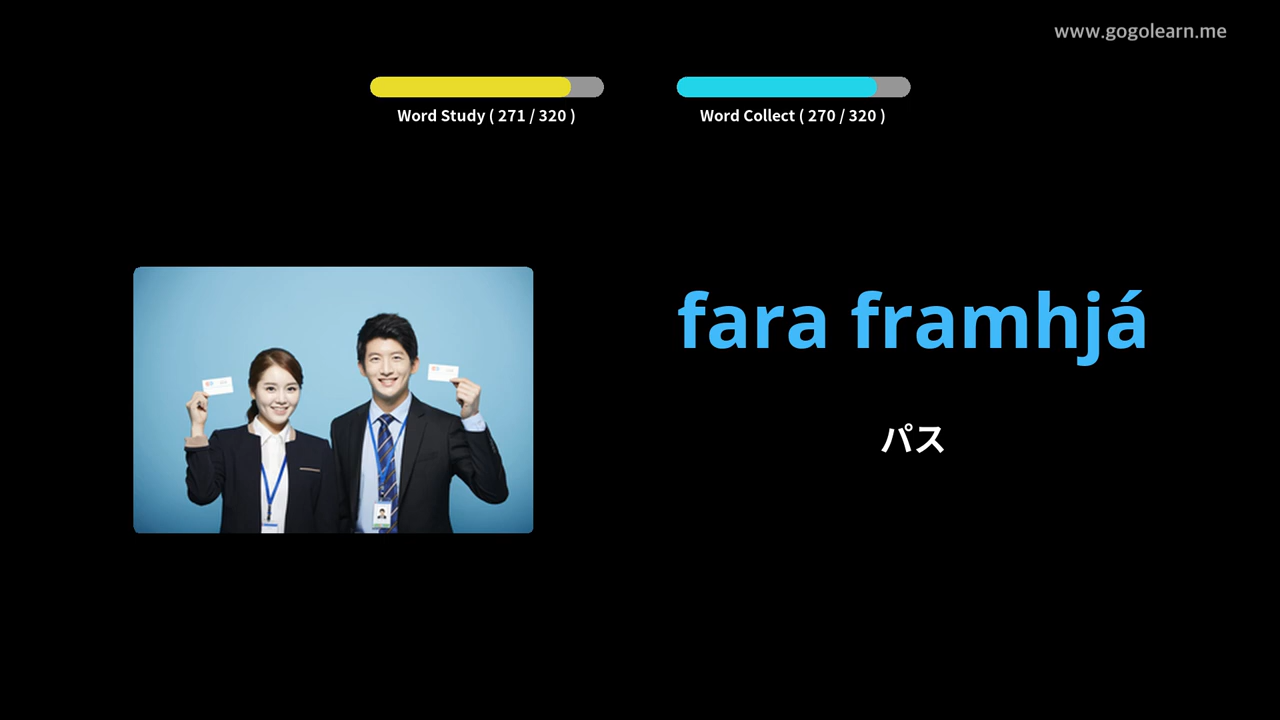 www.gogolearn.me
Word Study ( 271 / 320 )
Word Collect ( 270 / 320 )
fara framhjá
パス